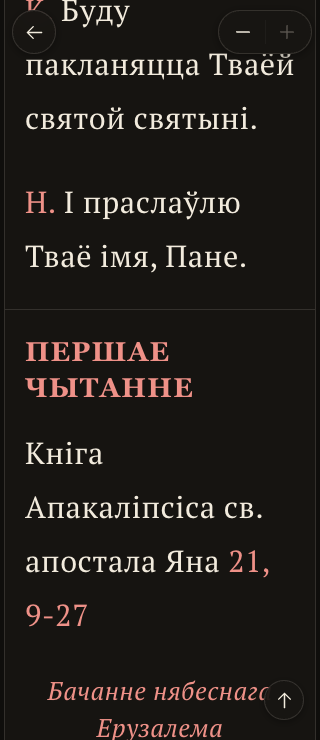 К. Буду
пакланяцца Тваёй
святой святыні.
Н. І праслаўлю
Тваё імя, Пане.
ПЕРШАЕ
ЧЫТАННЕ
Кніга
Апакаліпсіса св.
апостала Яна 21,
9-27
Бачанне нябеснага
Ерузалема